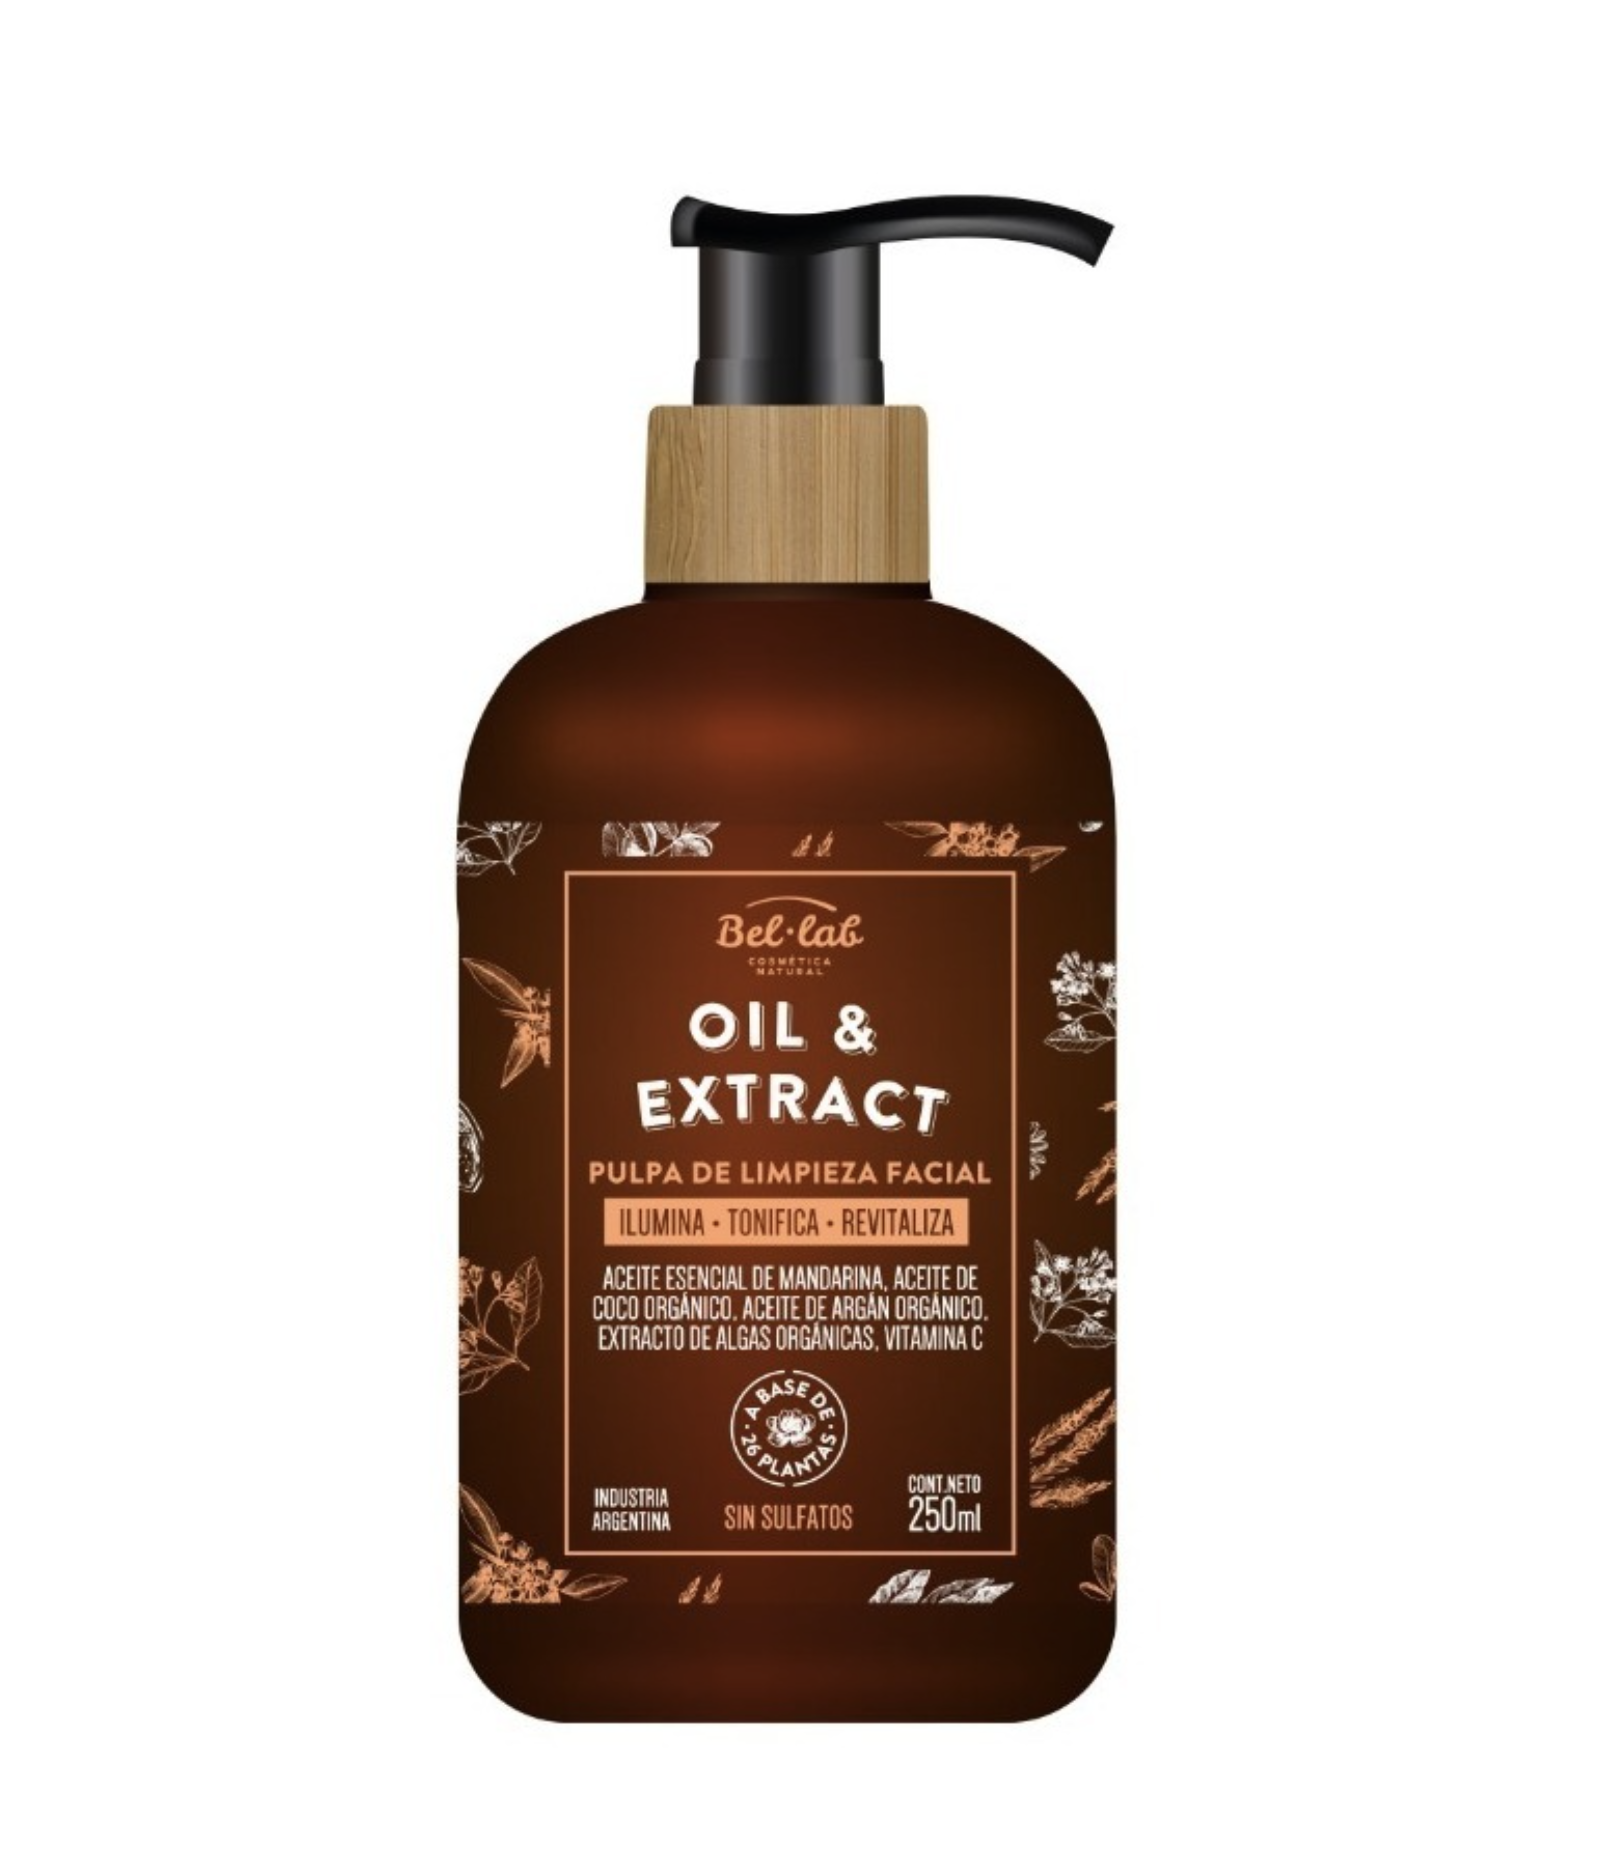 Bel·lab
COSMÉTICA
NATURAL
OIL &
EXTRACT
PULPA DE LIMPIEZA FACIAL
ILUMINA • TONIFICA • REVITALIZA
ACEITE ESENCIAL DE MANDARINA, ACEITE DE
COCO ORGÁNICO, ACEITE DE ARGÁN ORGÁNICO,
EXTRACTO DE ALGAS ORGÁNICAS, VITAMINA C
· A BASE DE ·
26 PLANTAS
INDUSTRIA
ARGENTINA
SIN SULFATOS
CONT.NETO
250ml